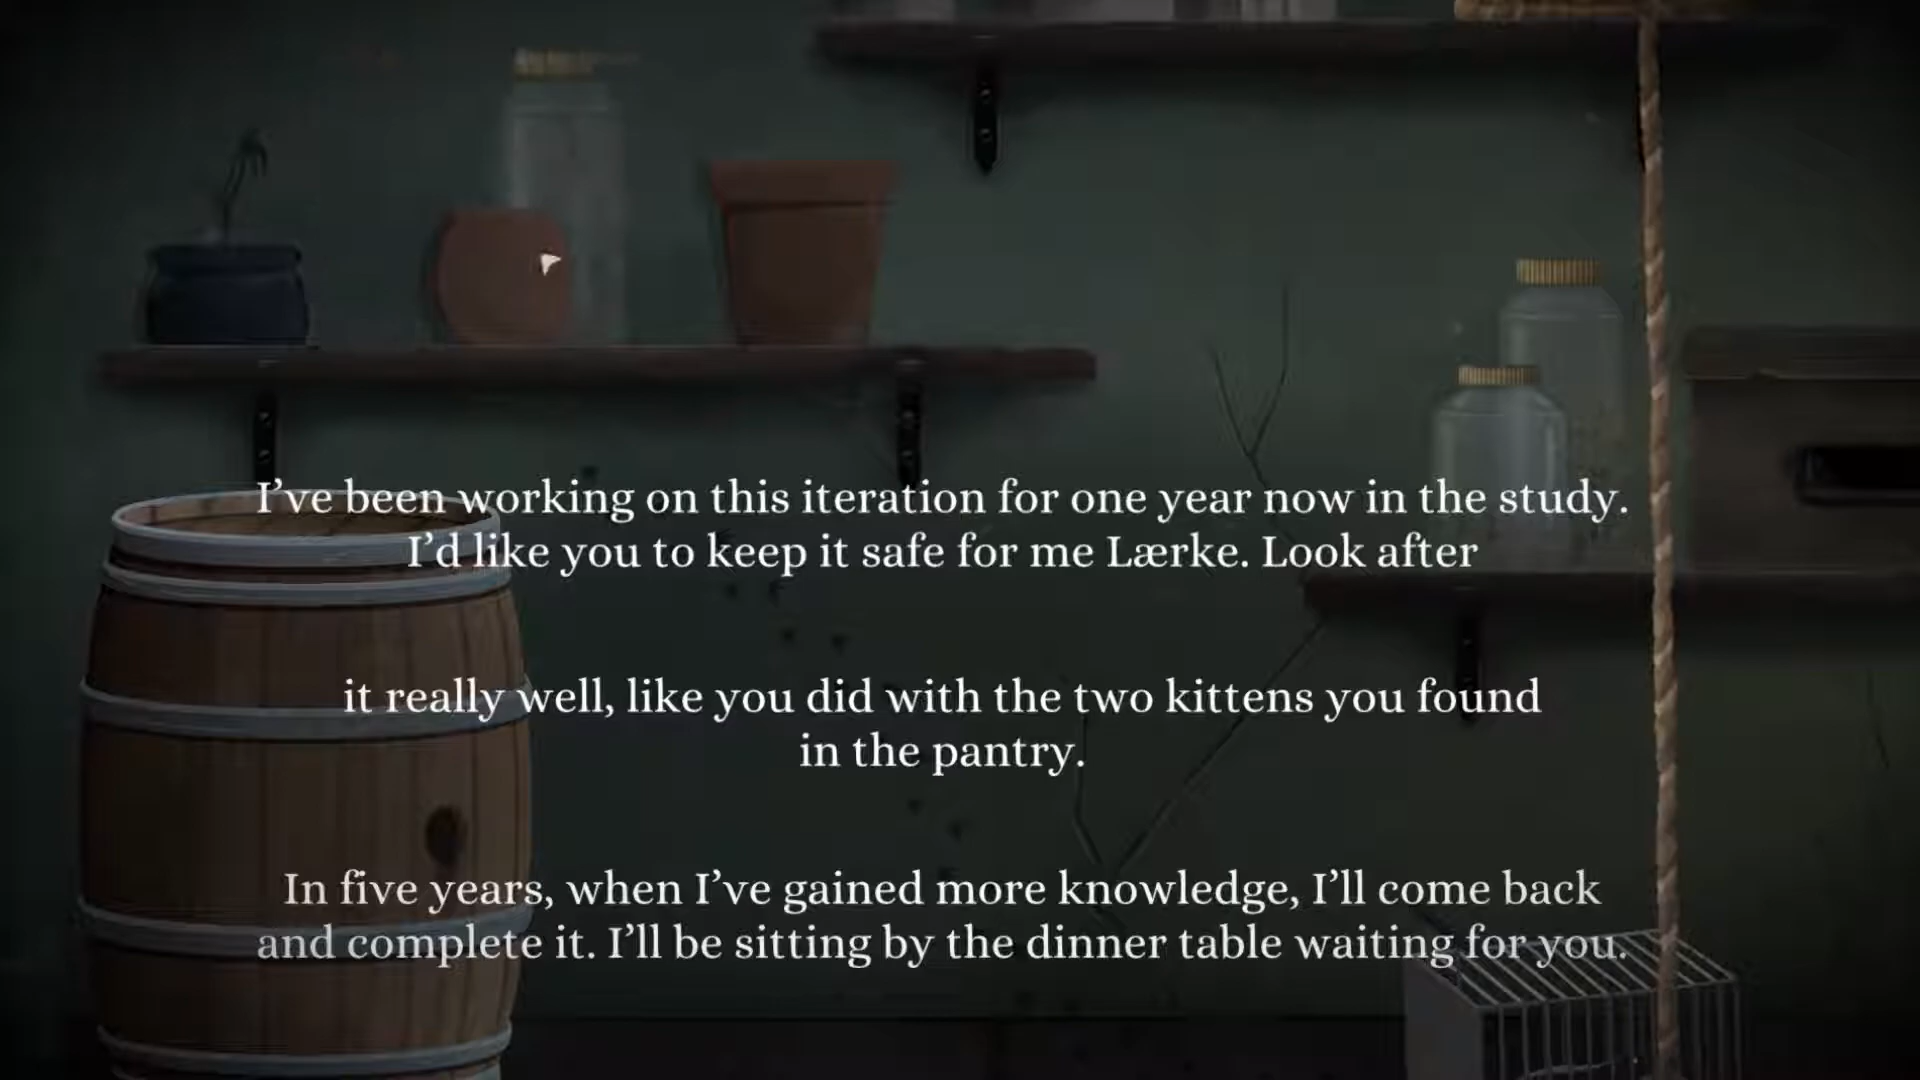 I’ve been working on this iteration for one year now in the study.
I’d like you to keep it safe for me Lærke. Look after
it really well, like you did with the two kittens you found
in the pantry.
In five years, when I’ve gained more knowledge, I’ll come back
and complete it. I’ll be sitting by the dinner table waiting for you.